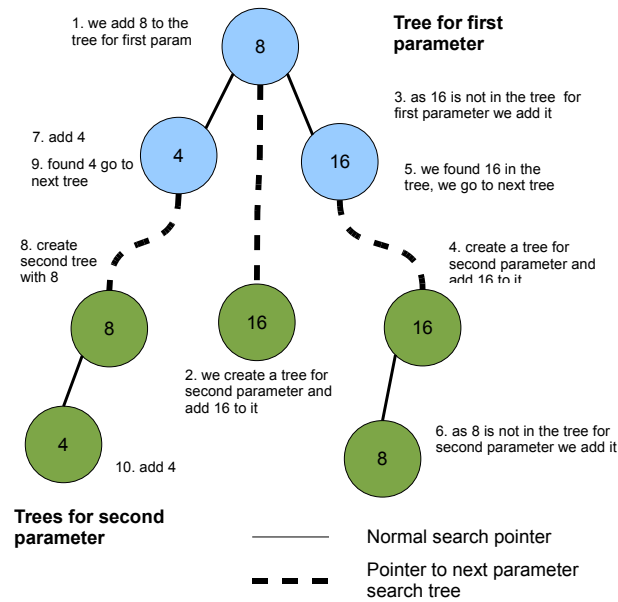 1. we add 8 to the
tree for first param
8
Tree for first
parameter
3. as 16 is not in the tree for
first parameter we add it
7. add 4
9. found 4 go to
next tree
4
16
5. we found 16 in the
tree, we go to next tree
8. create
second tree
with 8
4. create a tree for
second parameter and
add 16 to it
8
16
16
2. we create a tree for
second parameter and
add 16 to it
4
10. add 4
8
6. as 8 is not in the tree for
second parameter we add it
Trees for second
parameter
Normal search pointer
Pointer to next parameter
search tree